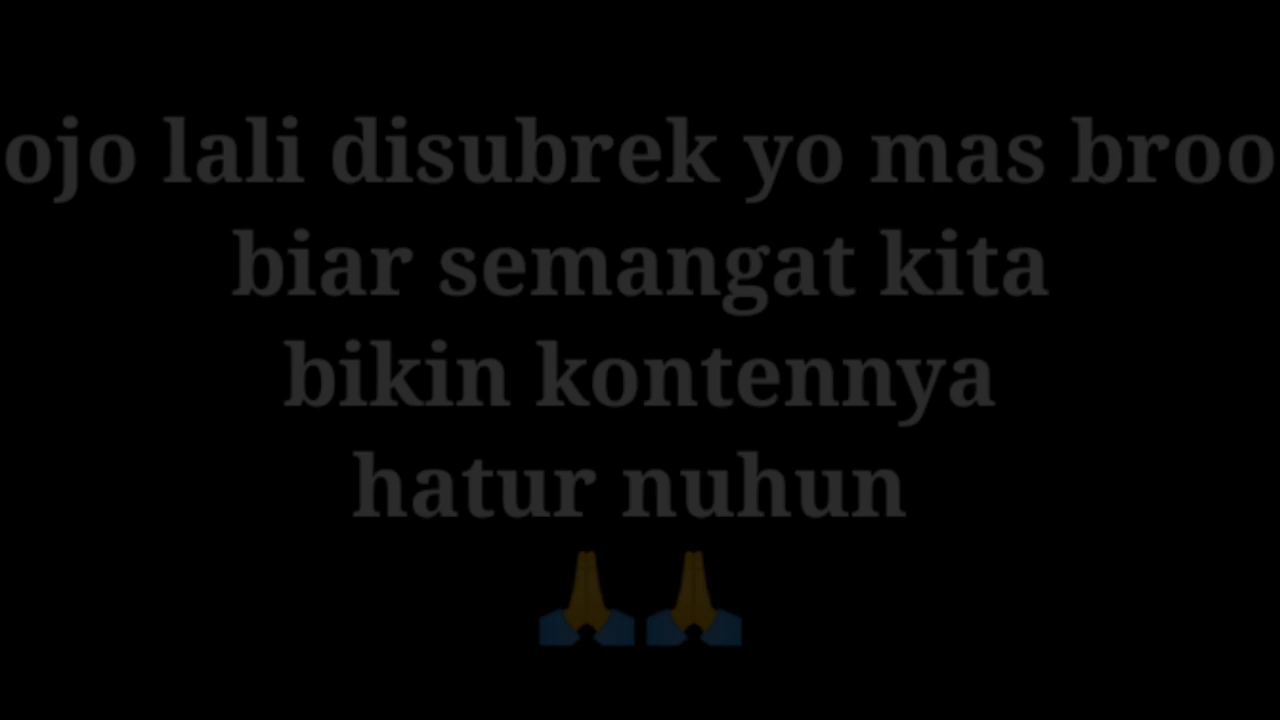 ojo lali disubrek yo mas broo
biar semangat kita
bikin kontennya
hatur nuhun
🙏🙏